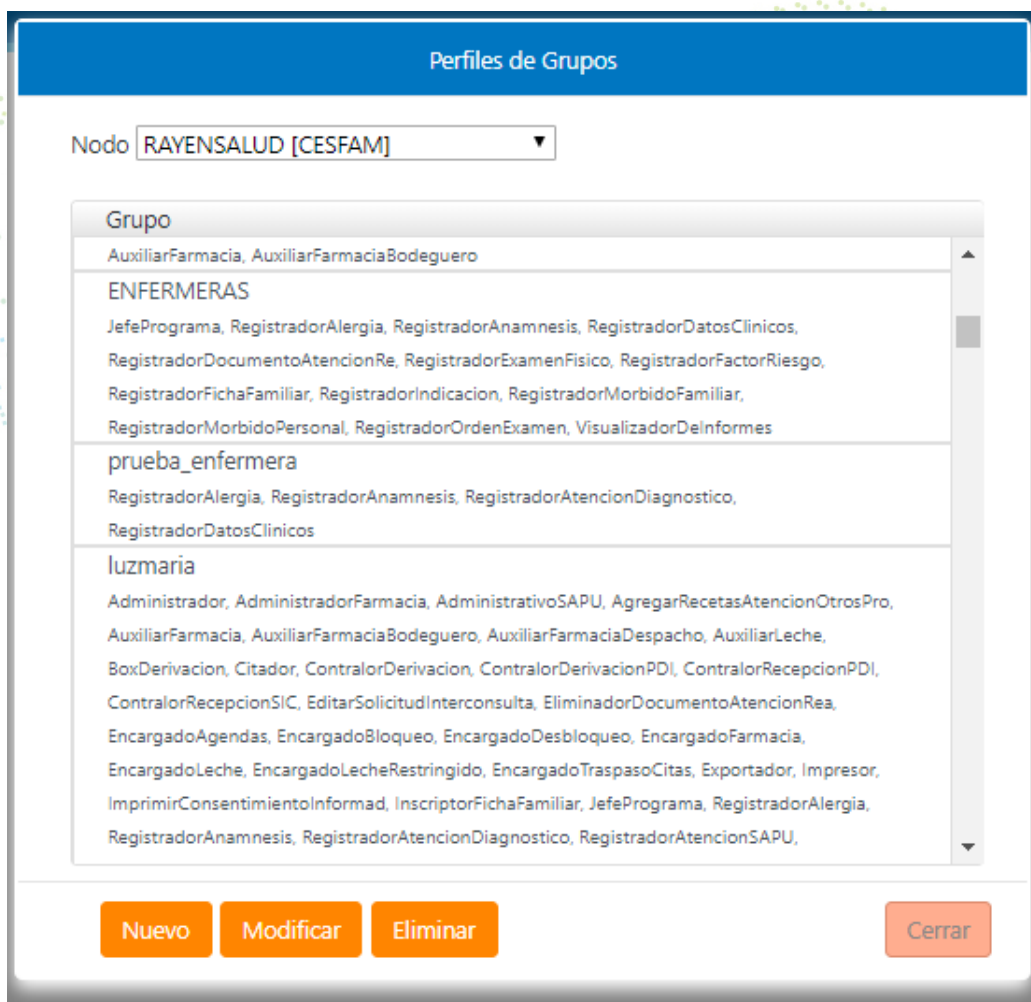 Perfiles de Grupos
Nodo RAYENSALUD [CESFAM]
Grupo
AuxiliarFarmacia, AuxiliarFarmaciaBodeguero
ENFERMERAS
JefePrograma, RegistradorAlergia, RegistradorAnamnesis, RegistradorDatosClinicos,
RegistradorDocumentoAtencionRe, RegistradorExamenFisico, RegistradorFactorRiesgo,
RegistradorFichaFamiliar, RegistradorIndicacion, RegistradorMorbidoFamiliar,
RegistradorMorbidoPersonal, RegistradorOrdenExamen, VisualizadorDeInformes
prueba_enfermera
RegistradorAlergia, RegistradorAnamnesis, RegistradorAtencionDiagnostico,
RegistradorDatosClinicos
luzmaria
Administrador, AdministradorFarmacia, AdministrativoSAPU, AgregarRecetasAtencionOtrosPro,
AuxiliarFarmacia, AuxiliarFarmaciaBodeguero, AuxiliarFarmaciaDespacho, AuxiliarLeche,
BoxDerivacion, Citador, ContralorDerivacion, ContralorDerivacionPDI, ContralorRecepcionPDI,
ContralorRecepcionSIC, EditarSolicitudInterconsulta, EliminadorDocumentoAtencionRea,
EncargadoAgendas, EncargadoBloqueo, EncargadoDesbloqueo, EncargadoFarmacia,
EncargadoLeche, EncargadoLecheRestringido, EncargadoTraspasoCitas, Exportador, Impresor,
ImprimirConsentimientoInformad, InscriptorFichaFamiliar, JefePrograma, RegistradorAlergia,
RegistradorAnamnesis, RegistradorAtencionDiagnostico, RegistradorAtencionSAPU,
Nuevo Modificar Eliminar Cerrar